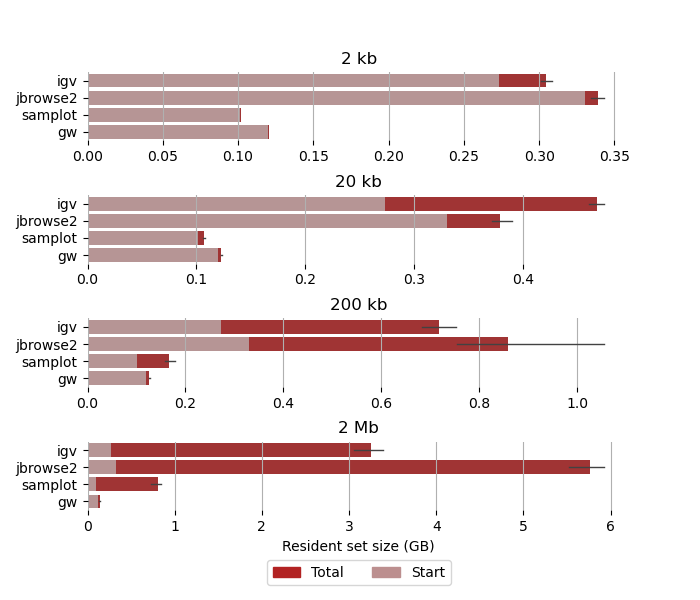 2 kb
igv
jbrowse2
samplot
gw
0.00 0.05 0.10 0.15 0.20 0.25 0.30 0.35
20 kb
igv
jbrowse2
samplot
gw
0.0 0.1 0.2 0.3 0.4
200 kb
igv
jbrowse2
samplot
gw
0.0 0.2 0.4 0.6 0.8 1.0
2 Mb
igv
jbrowse2
samplot
gw
0 1 2 3 4 5 6
Resident set size (GB)
Total Start